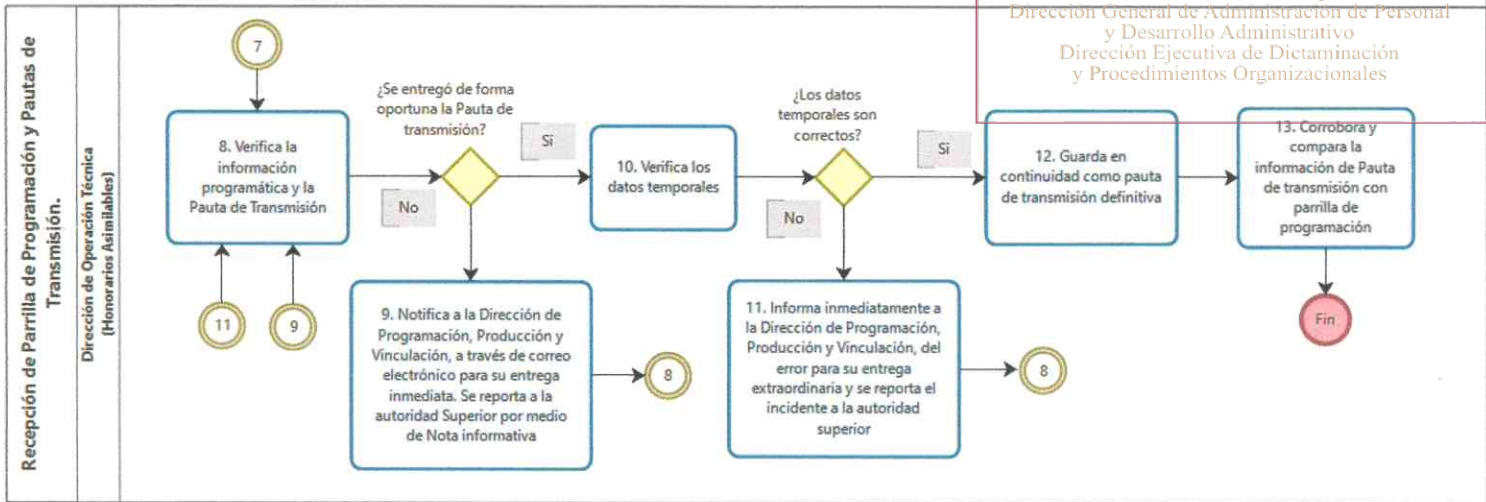 Dirección General de Administración de Personal
y Desarrollo Administrativo
Dirección Ejecutiva de Dictaminación
y Procedimientos Organizacionales
Recepción de Parrilla de Programación y Pautas de
Transmisión.
Dirección de Operación Técnica
(Honorarios Asimilables)
7
8. Verifica la
información
programática y la
Pauta de Transmisión
11
9
¿Se entregó de forma
oportuna la Pauta de
transmisión?
Si
No
9. Notifica a la Dirección de
Programación, Producción y
Vinculación, a través de correo
electrónico para su entrega
inmediata. Se reporta a la
autoridad Superior por medio
de Nota informativa
8
10. Verifica los
datos temporales
¿Los datos
temporales son
correctos?
Si
No
11. Informa inmediatamente a
la Dirección de Programación,
Producción y Vinculación, del
error para su entrega
extraordinaria y se reporta el
incidente a la autoridad
superior
8
12. Guarda en
continuidad como pauta
de transmisión definitiva
13. Corrobora y
compara la
información de Pauta
de transmisión con
parrilla de
programación
Fin